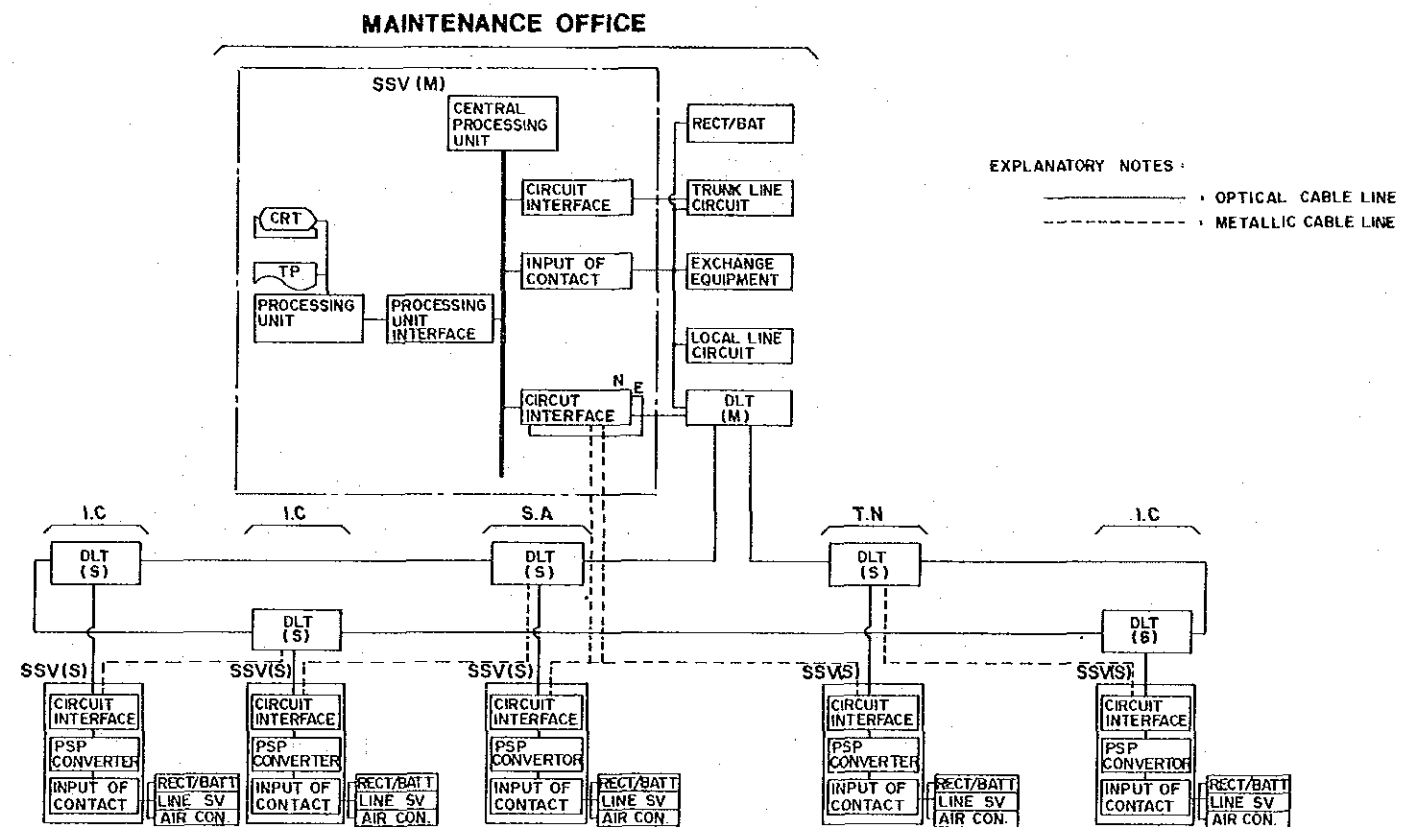 MAINTENANCE OFFICE
SSV (M)
CENTRAL
PROCESSING
UNIT
RECT/BAT
EXPLANATORY NOTES :
CIRCUIT
INTERFACE
TRUNK LINE
CIRCUIT
OPTICAL CABLE LINE
METALLIC CABLE LINE
CRT
TP
INPUT OF
CONTACT
EXCHANGE
EQUIPMENT
PROCESSING
UNIT
PROCESSING
UNIT
INTERFACE
LOCAL LINE
CIRCUIT
N
E
CIRCUT
INTERFACE
DLT
(M)
I.C
I.C
S.A
T.N
I.C
DLT
(S)
DLT
(S)
DLT
(S)
DLT
(S)
DLT
(S)
SSV(S)
SSV(S)
SSV(S)
SSV(S)
SSV(S)
CIRCUIT
INTERFACE
PSP
CONVERTER
INPUT OF
CONTACT
RECT/BATT
LINE SV
AIR CON.
CIRCUIT
INTERFACE
PSP
CONVERTER
INPUT OF
CONTACT
RECT/BATT
LINE SV
AIR CON.
CIRCUIT
INTERFACE
PSP
CONVERTOR
INPUT OF
CONTACT
RECT/BATT
LINE SV
AIR CON.
CIRCUIT
INTERFACE
PSP
CONVERTER
INPUT OF
CONTACT
RECT/BATT
LINE SV
AIR CON.
CIRCUIT
INTERFACE
PSP
CONVERTOR
INPUT OF
CONTACT
RECT/BATT
LINE SV
AIR CON.